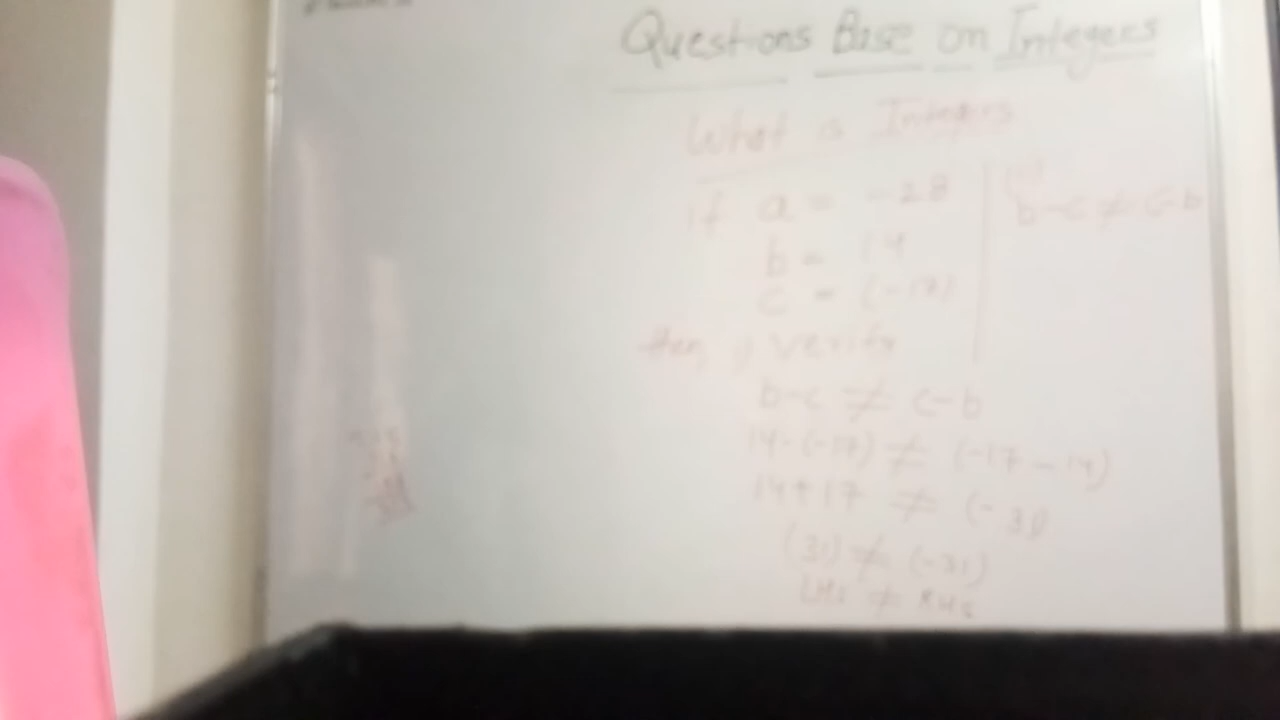 Questions Base on Integers
What is Integers
if a = -28
b = 14
c = (-17)
then, verify
b-c ≠ c-b
14-(-17) ≠ (-17-14)
14+17 ≠ (-31)
(31) ≠ (-31)
LHS ≠ RHS
b-c ≠ c-b